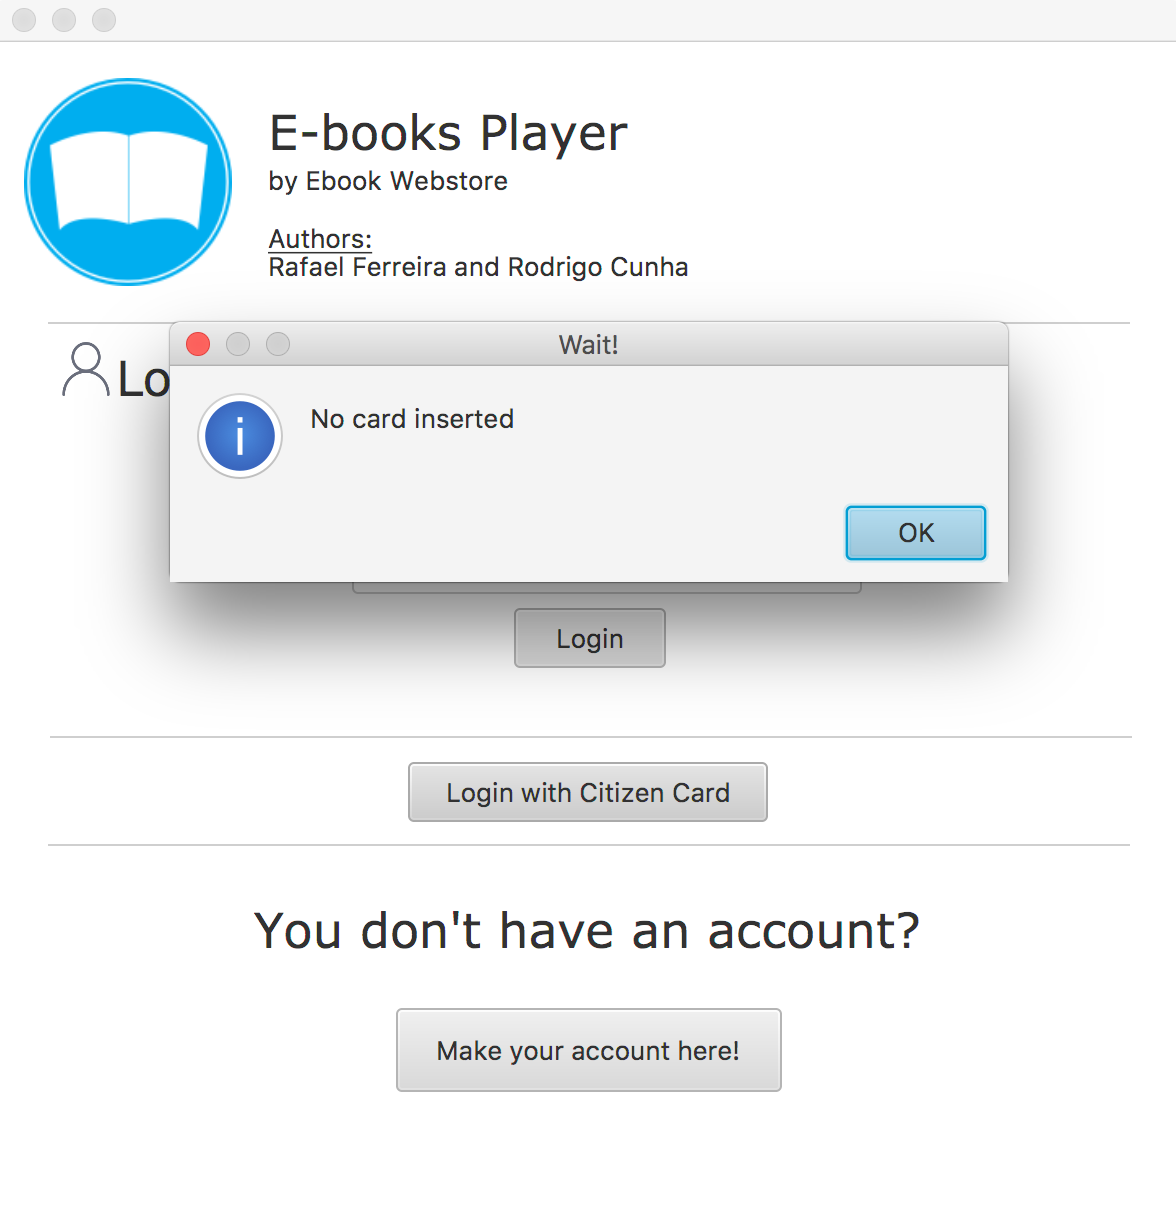 E-books Player
by Ebook Webstore
Authors:
Rafael Ferreira and Rodrigo Cunha
Wait!
Lo
i
No card inserted
OK
Login
Login with Citizen Card
You don't have an account?
Make your account here!